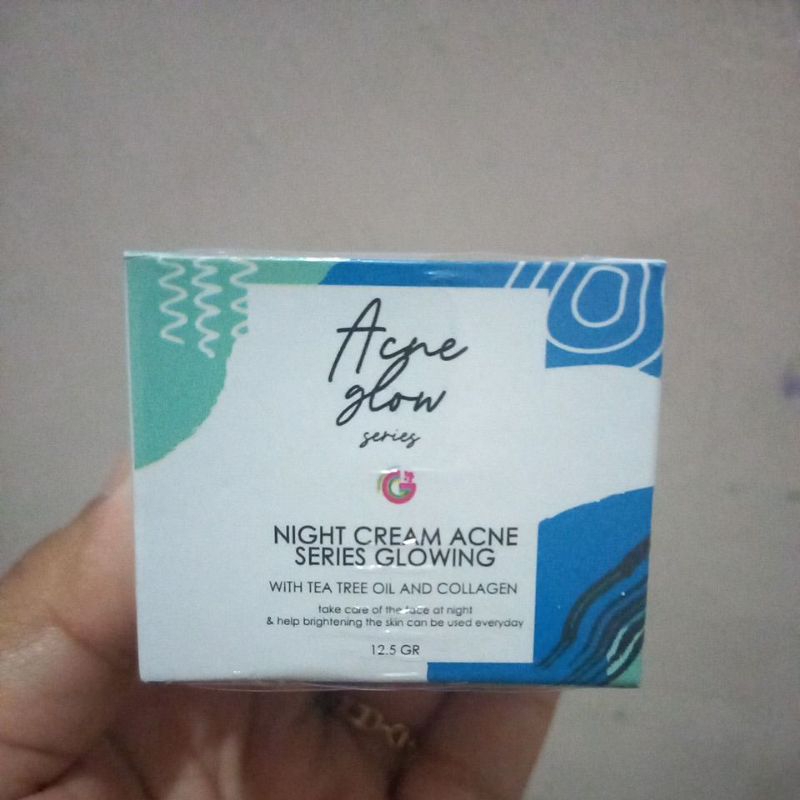 Acne
glow
series
NIGHT CREAM ACNE
SERIES GLOWING
WITH TEA TREE OIL AND COLLAGEN
take care of the face at night
& help brightening the skin can be used everyday
12.5 GR